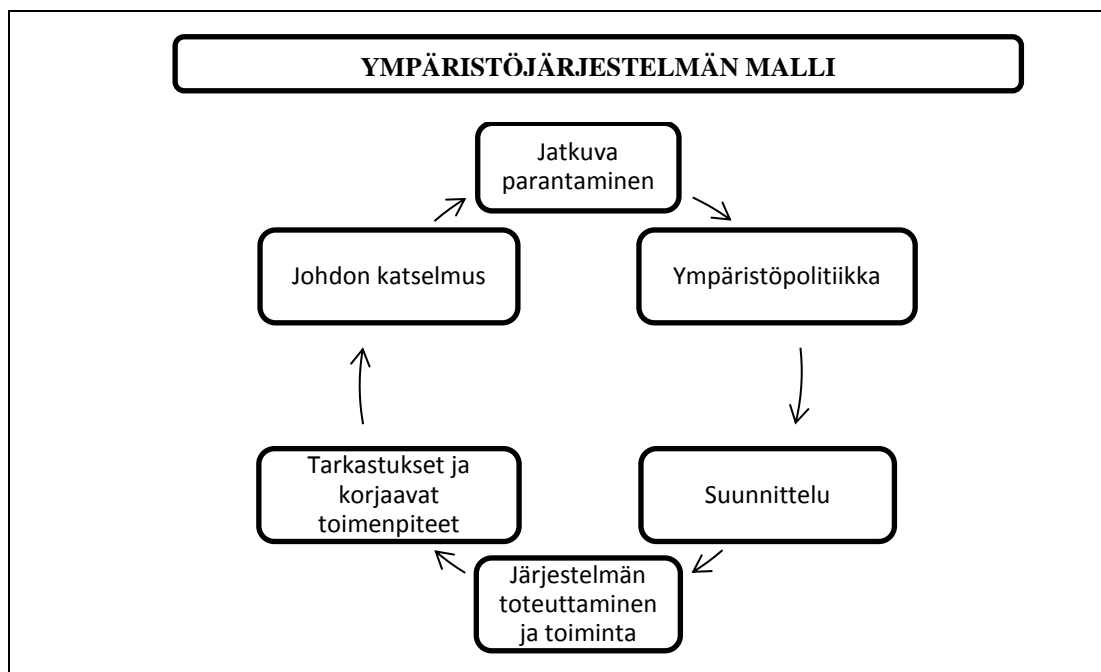 YMPÄRISTÖJÄRJESTELMÄN MALLI
Jatkuva
parantaminen
Johdon katselmus
Ympäristöpolitiikka
Tarkastukset ja
korjaavat
toimenpiteet
Suunnittelu
Järjestelmän
toteuttaminen
ja toiminta